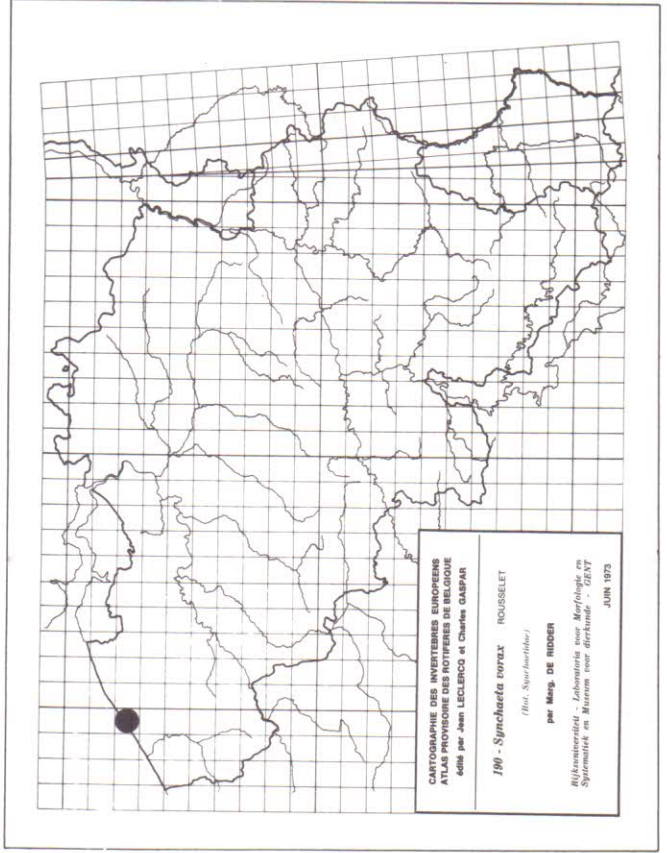 CARTOGRAPHIE DES INVERTEBRES EUROPEENS
ATLAS PROVISOIRE DES ROTIFERES DE BELGIQUE
édité par Jean LECLERCQ et Charles GASPAR
190 - Synchaeta vorax ROUSSELET
(Rot. Synchaetidae)
par Marg. DE RIDDER
Rijksuniversiteit - Laboratoria voor Morfologie en
Systematiek en Museum voor dierkunde - GENT
JUIN 1973